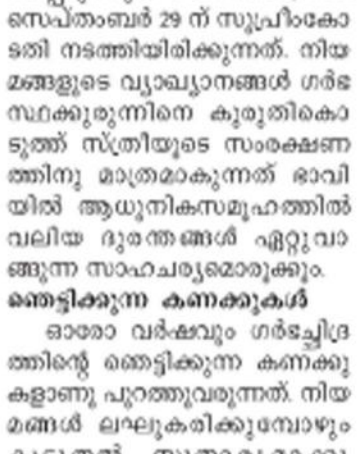 സെപ്തംബർ 29 ന് സുപ്രീംകോ
ടതി നടത്തിയിരിക്കുന്നത്. നിയ
മങ്ങളുടെ വ്യാഖ്യാനങ്ങൾ ഗർഭ
സ്ഥക്കുരുന്നിനെ കുരുതികൊ
ടുത്ത് സ്ത്രീയുടെ സംരക്ഷണ
ത്തിനു മാത്രമാകുന്നത് ഭാവി
യിൽ ആധുനികസമൂഹത്തിൽ
വലിയ ദുരന്തങ്ങൾ ഏറ്റുവാ
ങ്ങുന്ന സാഹചര്യമൊരുക്കും.
ഞെട്ടിക്കുന്ന കണക്കുകൾ
ഓരോ വർഷവും ഗർഭച്ഛിദ്ര
ത്തിന്റെ ഞെട്ടിക്കുന്ന കണക്കു
കളാണു പുറത്തുവരുന്നത്. നിയ
മങ്ങൾ ലഘൂകരിക്കുമ്പോഴും